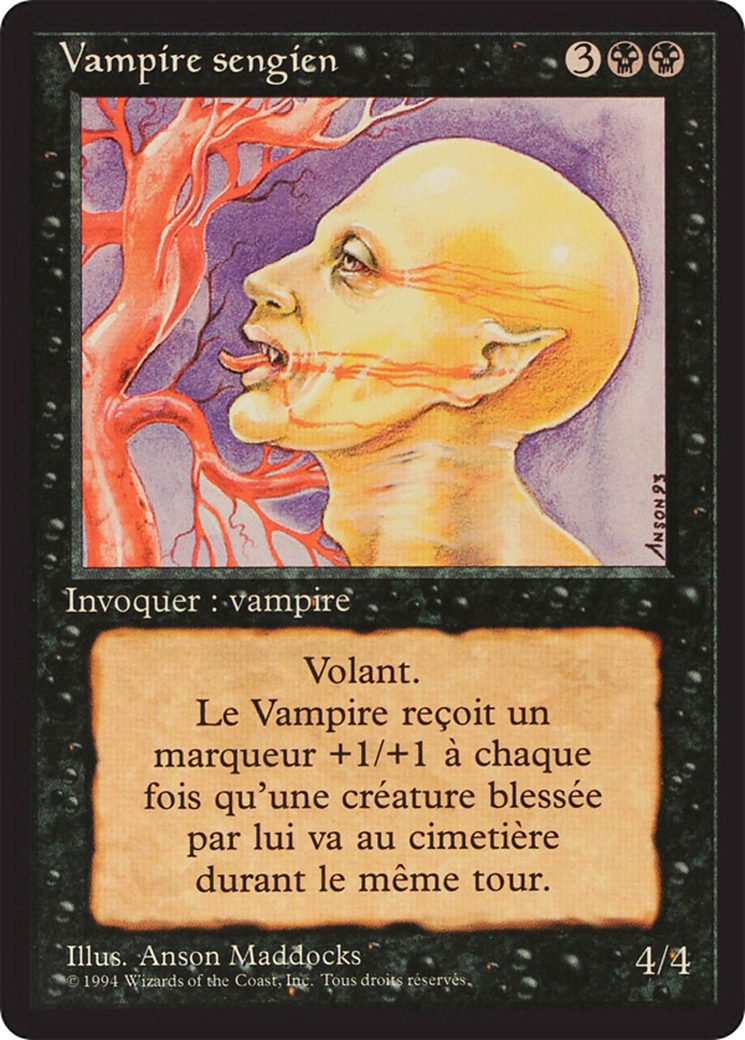 Vampire sengien
3
ANSON 93
Invoquer : vampire
Volant.
Le Vampire reçoit un
marqueur +1/+1 à chaque
fois qu'une créature blessée
par lui va au cimetière
durant le même tour.
Illus. Anson Maddocks
4/4
© 1994 Wizards of the Coast, Inc. Tous droits réservés.